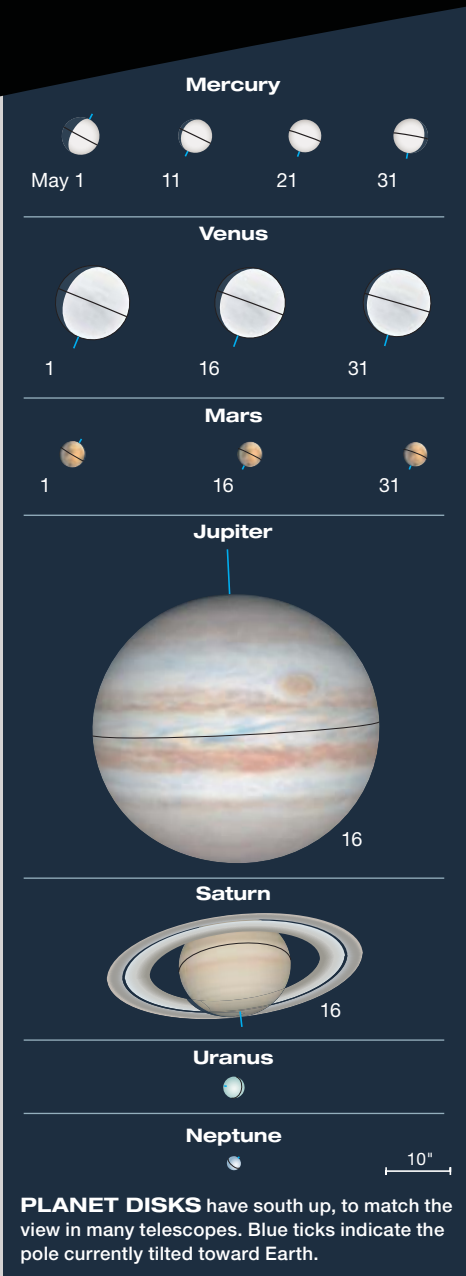 Mercury
May 1 11 21 31
Venus
1 16 31
Mars
1 16 31
Jupiter
16
Saturn
16
Uranus
Neptune
10"
PLANET DISKS have south up, to match the
view in many telescopes. Blue ticks indicate the
pole currently tilted toward Earth.